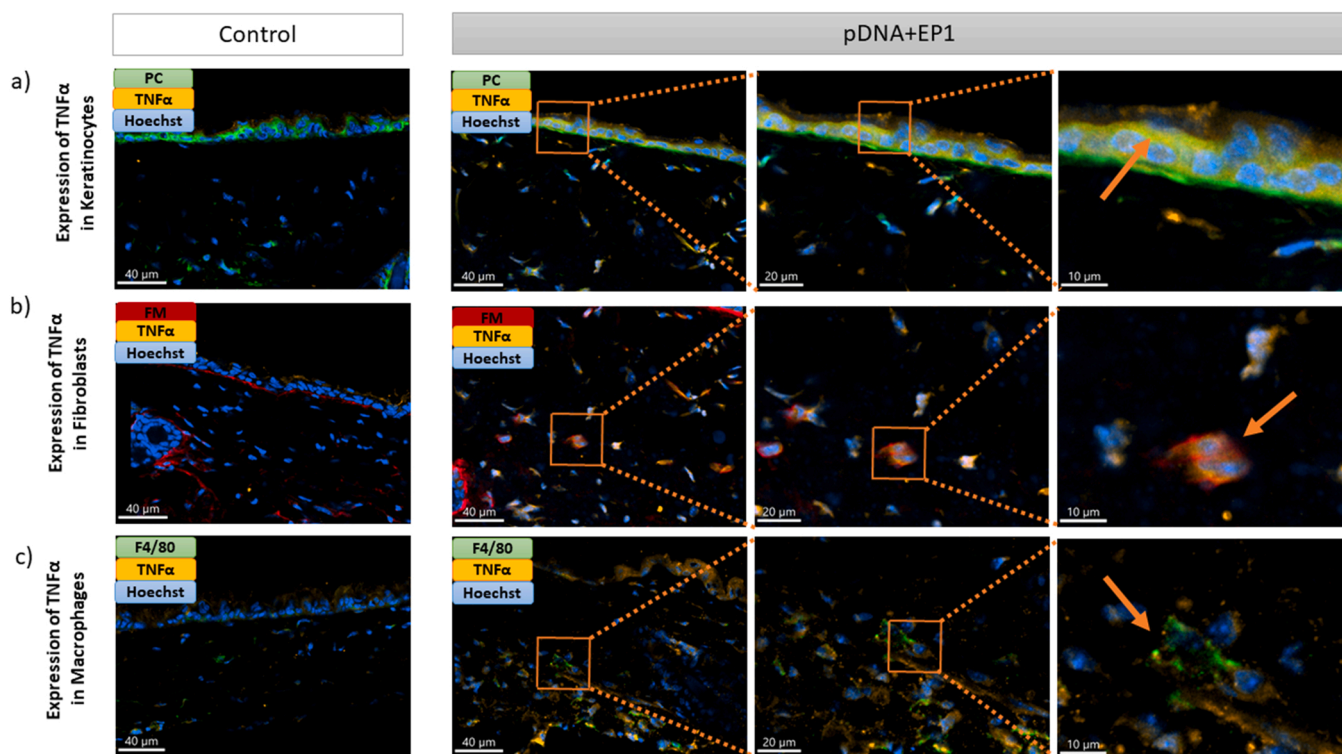 Control
pDNA+EP1
a)
Expression of TNFα
in Keratinocytes
PC
TNFα
Hoechst
40 µm
PC
TNFα
Hoechst
40 µm
20 µm
10 µm
b)
Expression of TNFα
in Fibroblasts
FM
TNFα
Hoechst
40 µm
FM
TNFα
Hoechst
40 µm
20 µm
10 µm
c)
Expression of TNFα
in Macrophages
F4/80
TNFα
Hoechst
40 µm
F4/80
TNFα
Hoechst
40 µm
20 µm
10 µm